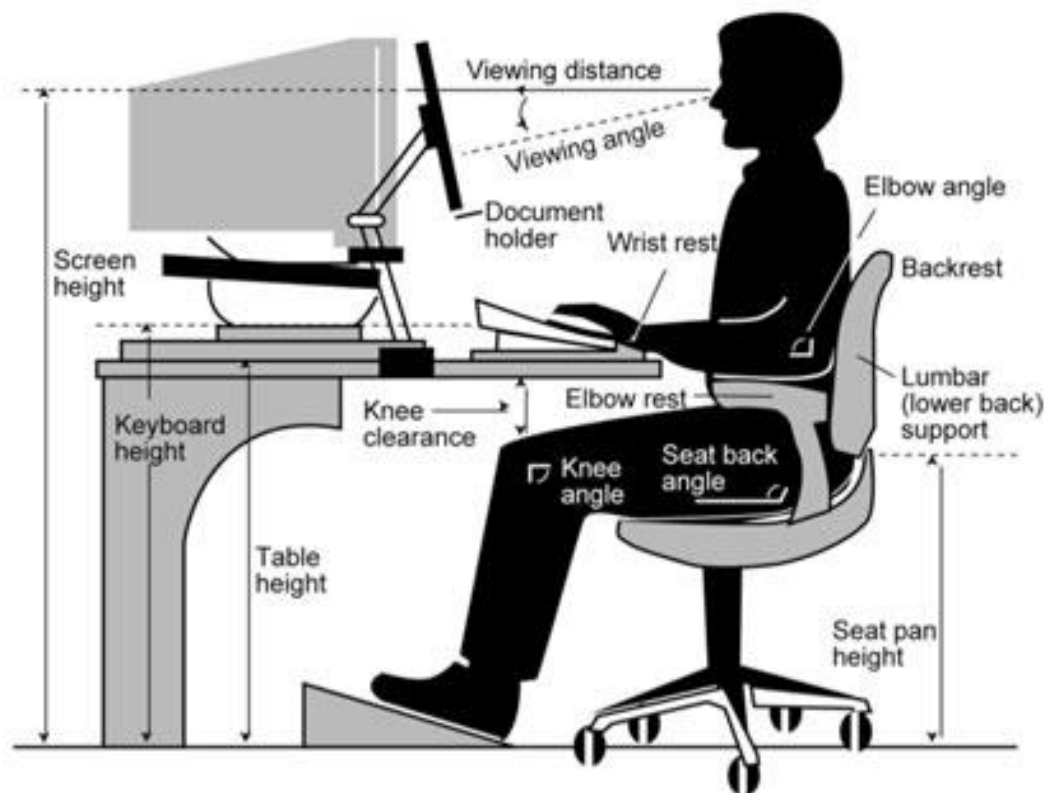 Viewing distance
Viewing angle
Elbow angle
Document
holder
Wrist rest
Backrest
Screen
height
Keyboard
height
Knee
clearance
Elbow rest
Lumbar
(lower back)
support
Knee
angle
Seat back
angle
Table
height
Seat pan
height